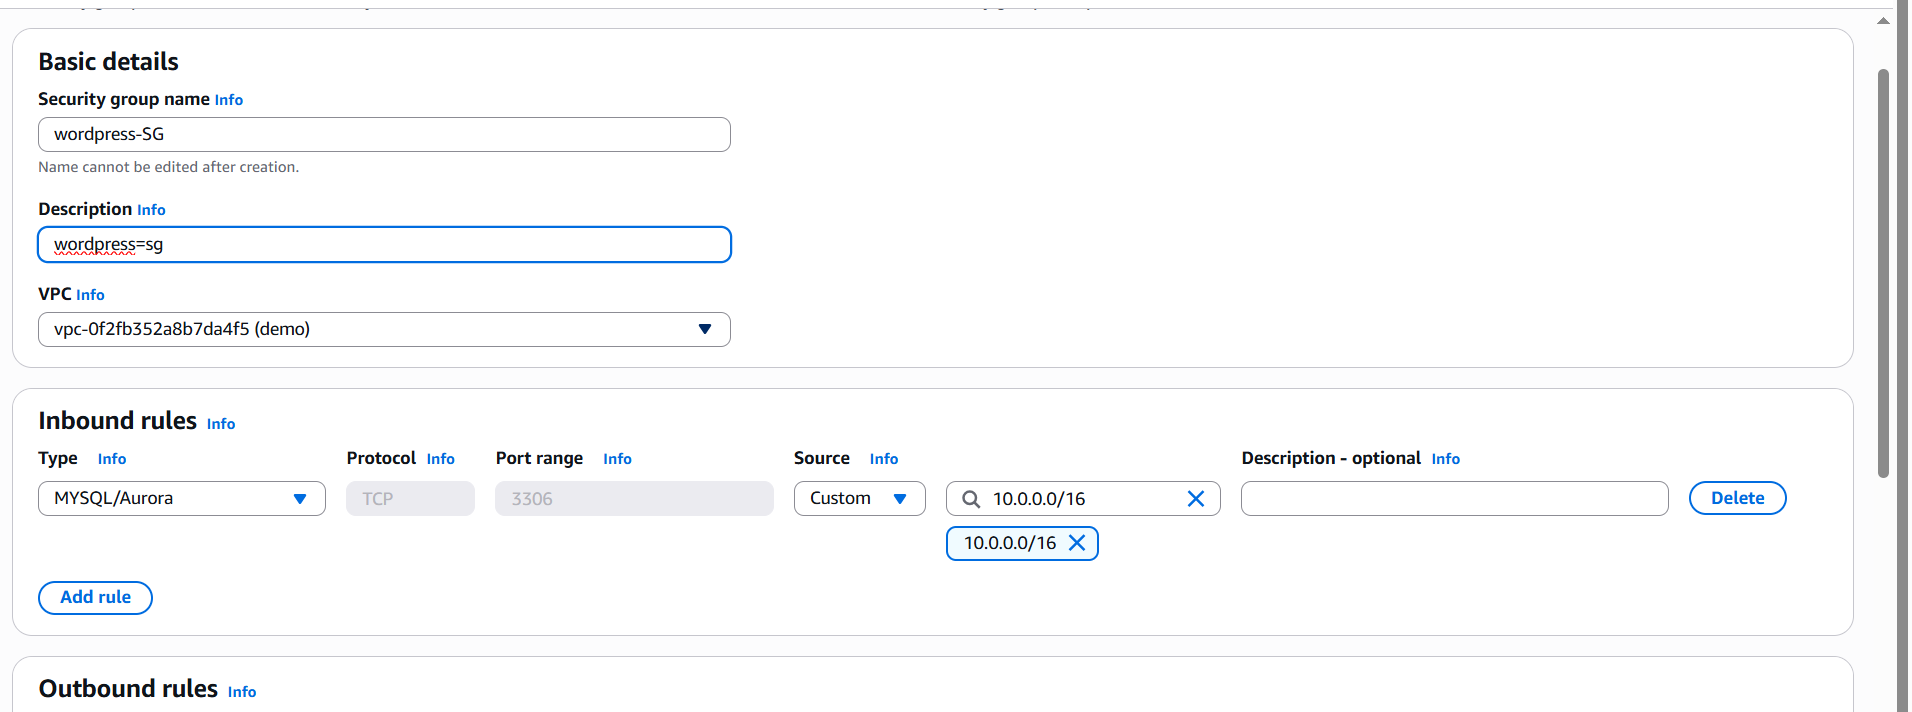 Basic details
Security group name Info
wordpress-SG
Name cannot be edited after creation.
Description Info
wordpress=sg
VPC Info
vpc-0f2fb352a8b7da4f5 (demo)
Inbound rules Info
Type Info Protocol Info Port range Info Source Info Description - optional Info
MYSQL/Aurora TCP 3306 Custom 10.0.0.0/16 Delete
10.0.0.0/16
Add rule
Outbound rules Info